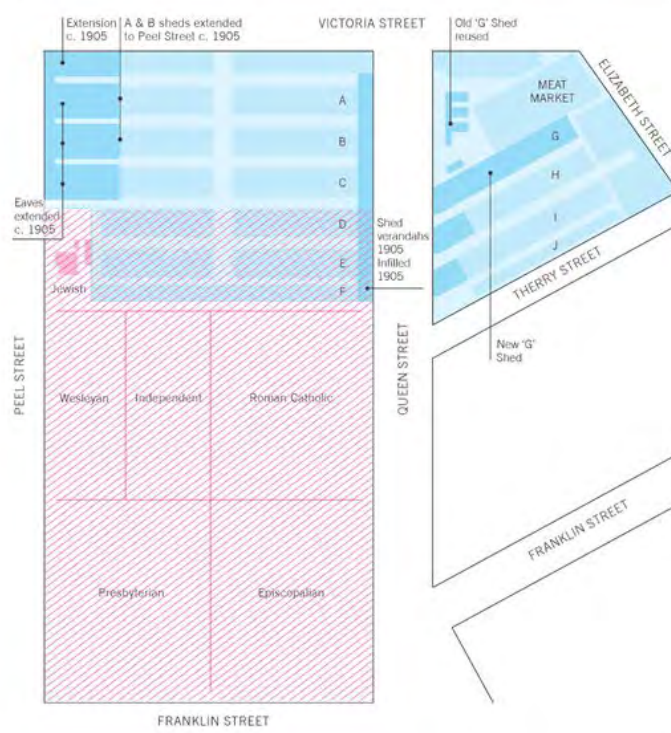 Extension
c. 1905
A & B sheds extended
to Peel Street c. 1905
VICTORIA STREET
Old 'G' Shed
reused
ELIZABETH STREET
MEAT
MARKET
A
B
C
D
E
F
G
H
I
J
Eaves
extended
c. 1905
Shed
verandahs
1905
Infilled
1905
Jewish
THERRY STREET
New 'G'
Shed
PEEL STREET
QUEEN STREET
Wesleyan
Independent
Roman Catholic
FRANKLIN STREET
Presbyterian
Episcopalian
FRANKLIN STREET